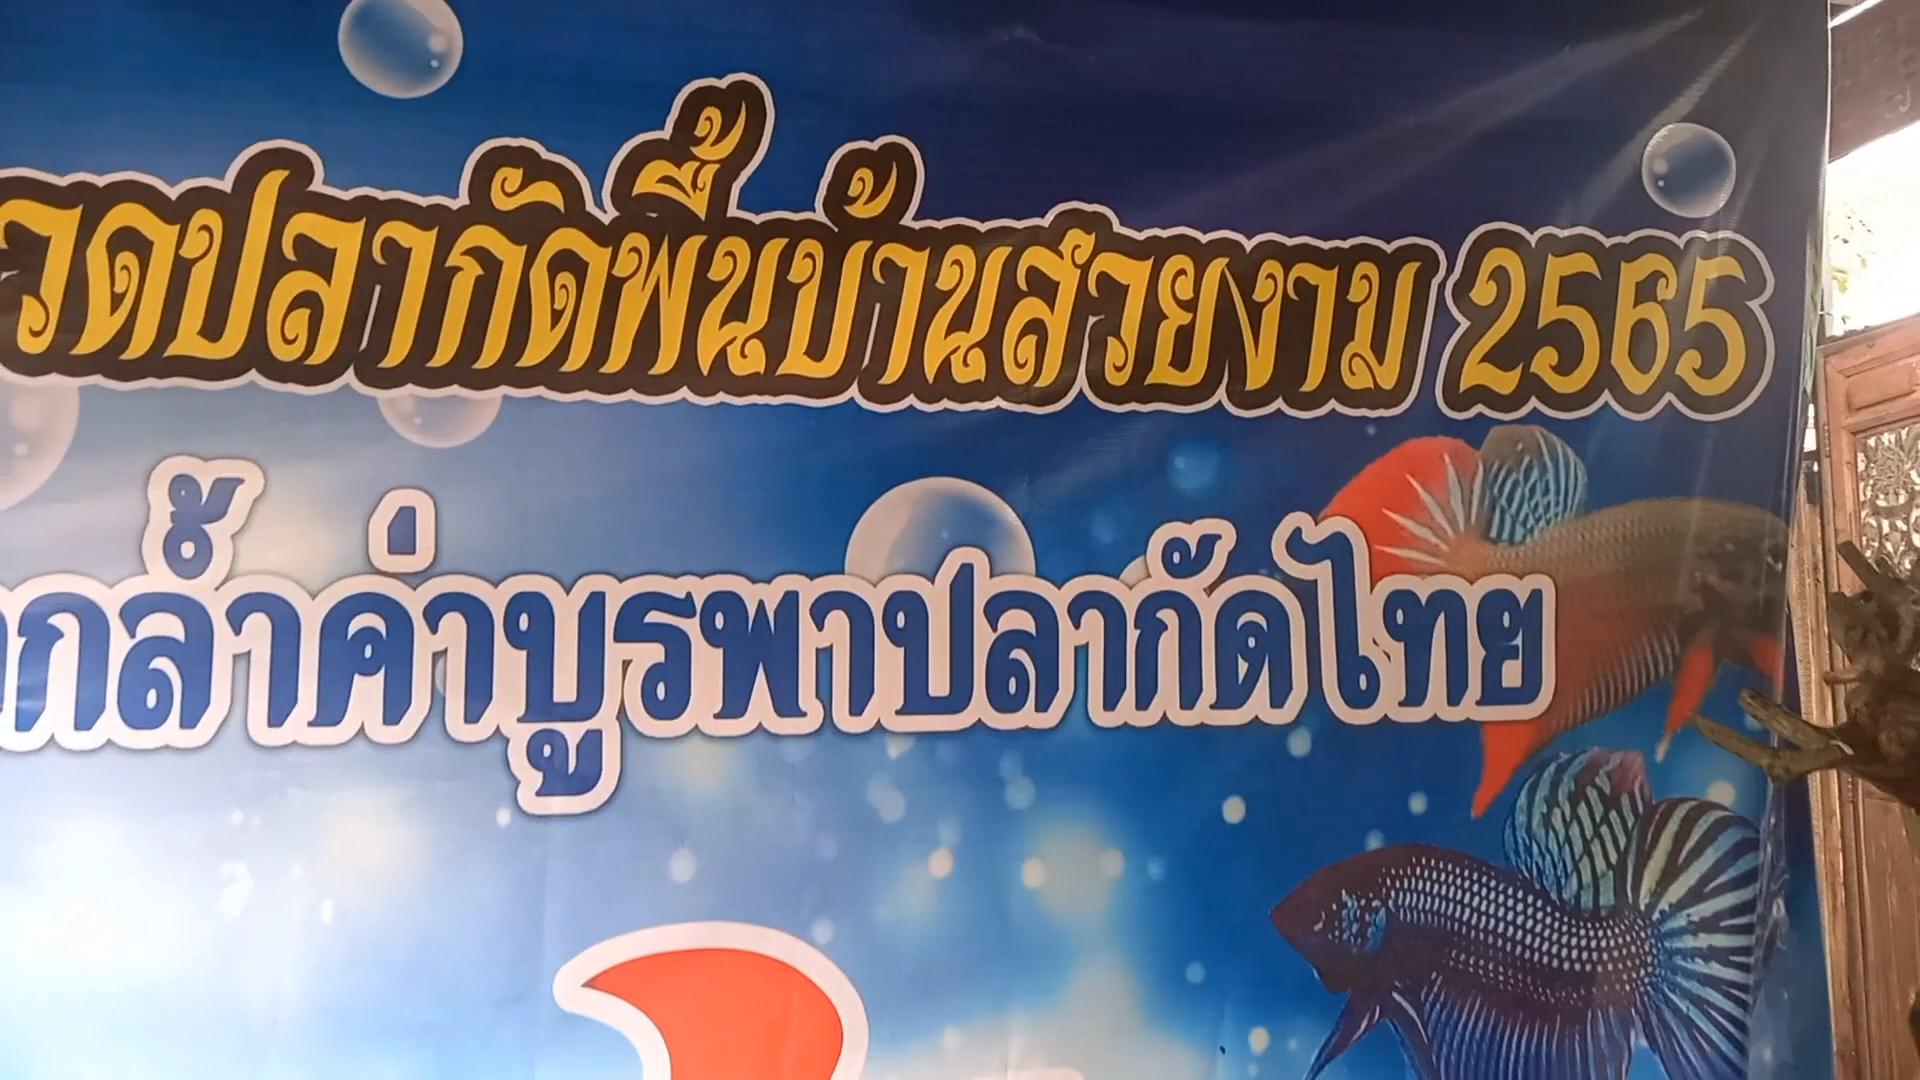 วดปลากัดพื้นบ้านสวยงาม 2565
กล้ำค่าบูรพาปลากัดไทย